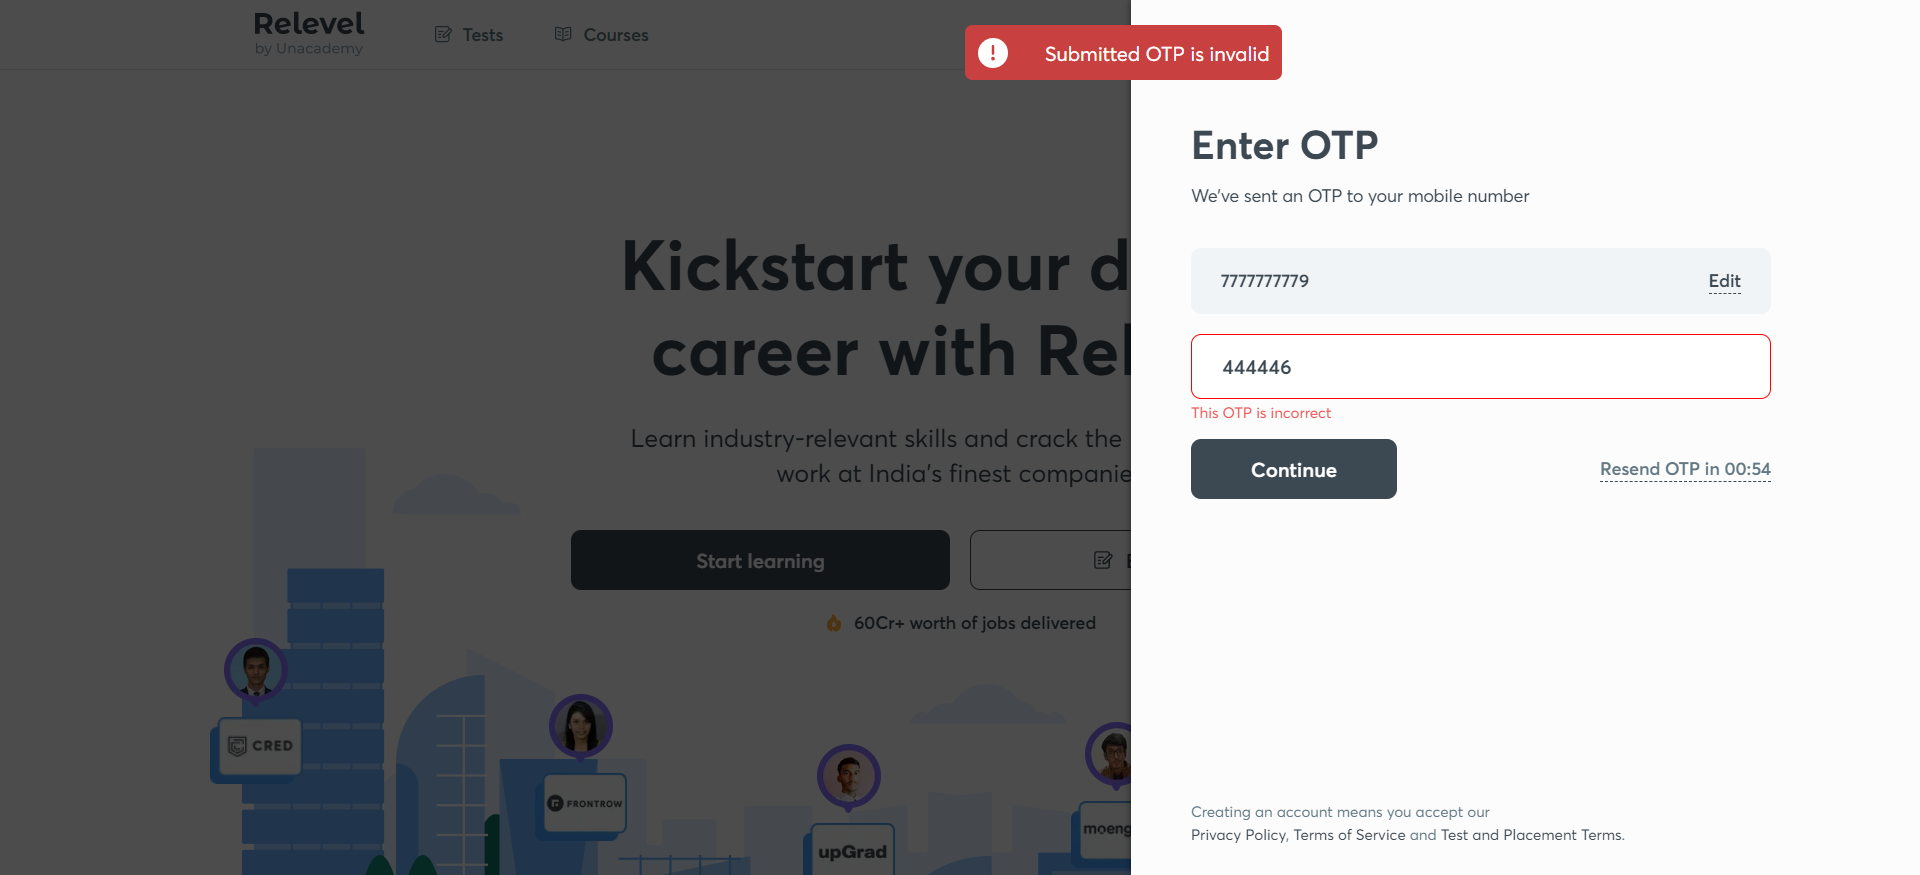 Relevel
by Unacademy
Tests
Courses
Submitted OTP is invalid
Kickstart your d
career with Rel
Learn industry-relevant skills and crack the
work at India's finest companie
Start learning
60Cr+ worth of jobs delivered
CRED
FRONTROW
upGrad
moeng
Enter OTP
We've sent an OTP to your mobile number
7777777779
Edit
444446
This OTP is incorrect
Continue
Resend OTP in 00:54
Creating an account means you accept our
Privacy Policy, Terms of Service and Test and Placement Terms.